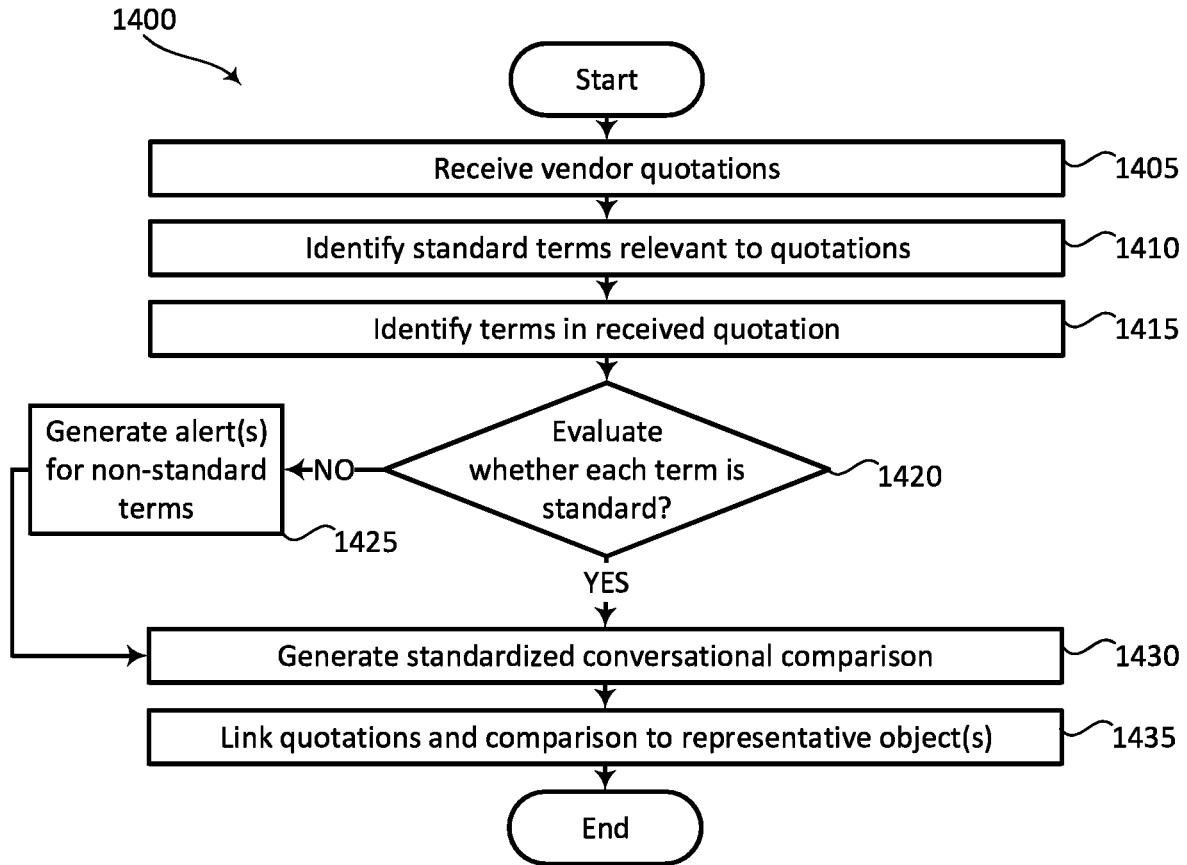 1400
Start
Receive vendor quotations
1405
Identify standard terms relevant to quotations
1410
Identify terms in received quotation
1415
Evaluate
whether each term is
standard?
1420
NO
Generate alert(s)
for non-standard
terms
1425
YES
Generate standardized conversational comparison
1430
Link quotations and comparison to representative object(s)
1435
End